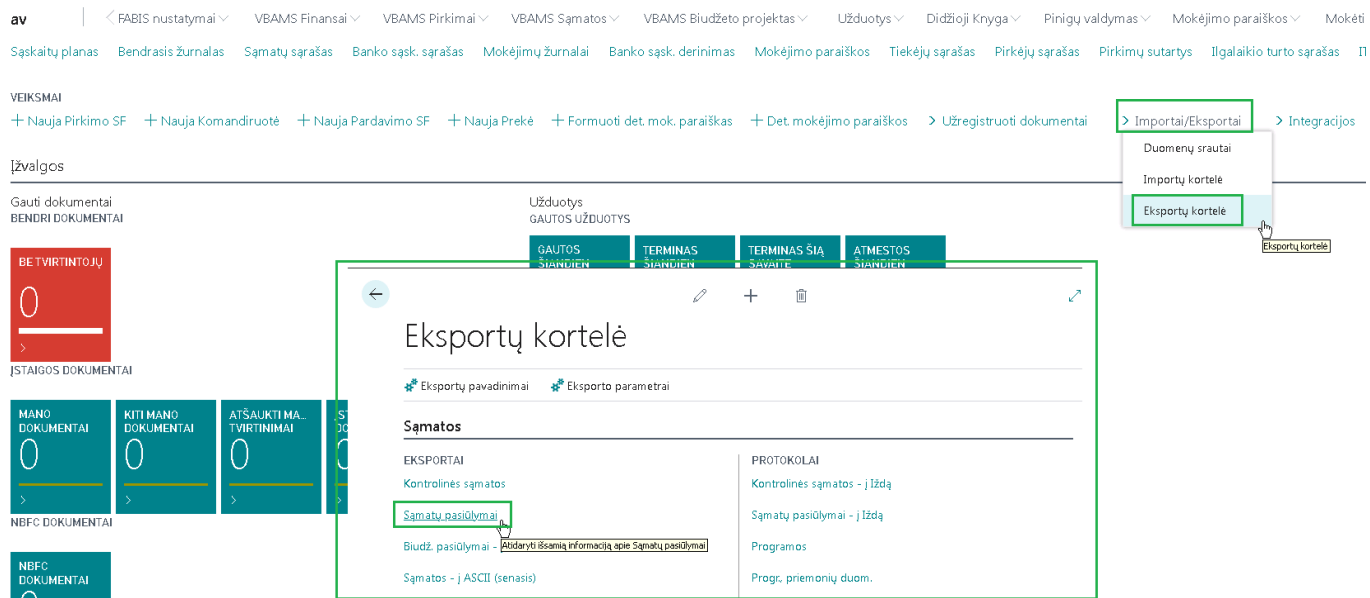 av FABIS nustatymai VBAMS Finansai VBAMS Pirkimai VBAMS Sąmatos VBAMS Biudžeto projektas Užduotys Didžioji Knyga Pinigų valdymas Mokėjimo paraiškos Mokėti
Sąskaitų planas Bendrasis žurnalas Sąmatų sąrašas Banko sąsk. sąrašas Mokėjimų žurnalai Banko sąsk. derinimas Mokėjimo paraiškos Tiekėjų sąrašas Pirkėjų sąrašas Pirkimų sutartys Ilgalaikio turto sąrašas
VEIKSMAI
+ Nauja Pirkimo SF + Nauja Komandiruotė + Nauja Pardavimo SF + Nauja Prekė + Formuoti det. mok. paraiškas + Det. mokėjimo paraiškos > Užregistruoti dokumentai > Importai/Eksportai > Integracijos
Duomenų srautai
Importų kortelė
Eksportų kortelė
Eksportų kortelė
Įžvalgos
Gauti dokumentai
BENDRI DOKUMENTAI
Užduotys
GAUTOS UŽDUOTYS
BE TVIRTINTOJŲ
0
GAUTOS ŠIANDIEN
TERMINAS ŠIANDIEN
TERMINAS ŠIĄ SAVAITĘ
ATMESTOS ŠIANDIEN
ĮSTAIGOS DOKUMENTAI
MANO DOKUMENTAI
0
KITI MANO DOKUMENTAI
0
ATŠAUKTI MA... TVIRTINIMAI
0
NBFC DOKUMENTAI
NBFC DOKUMENTAI
Eksportų kortelė
Eksportų pavadinimai Eksporto parametrai
Sąmatos
EKSPORTAI
Kontrolinės sąmatos
Sąmatų pasiūlymai
Biudž. pasiūlymai -
Atidaryti išsamią informaciją apie Sąmatų pasiūlymai
Sąmatos - į ASCII (senasis)
PROTOKOLAI
Kontrolinės sąmatos - į Iždą
Sąmatų pasiūlymai - į Iždą
Programos
Progr., priemonių duom.